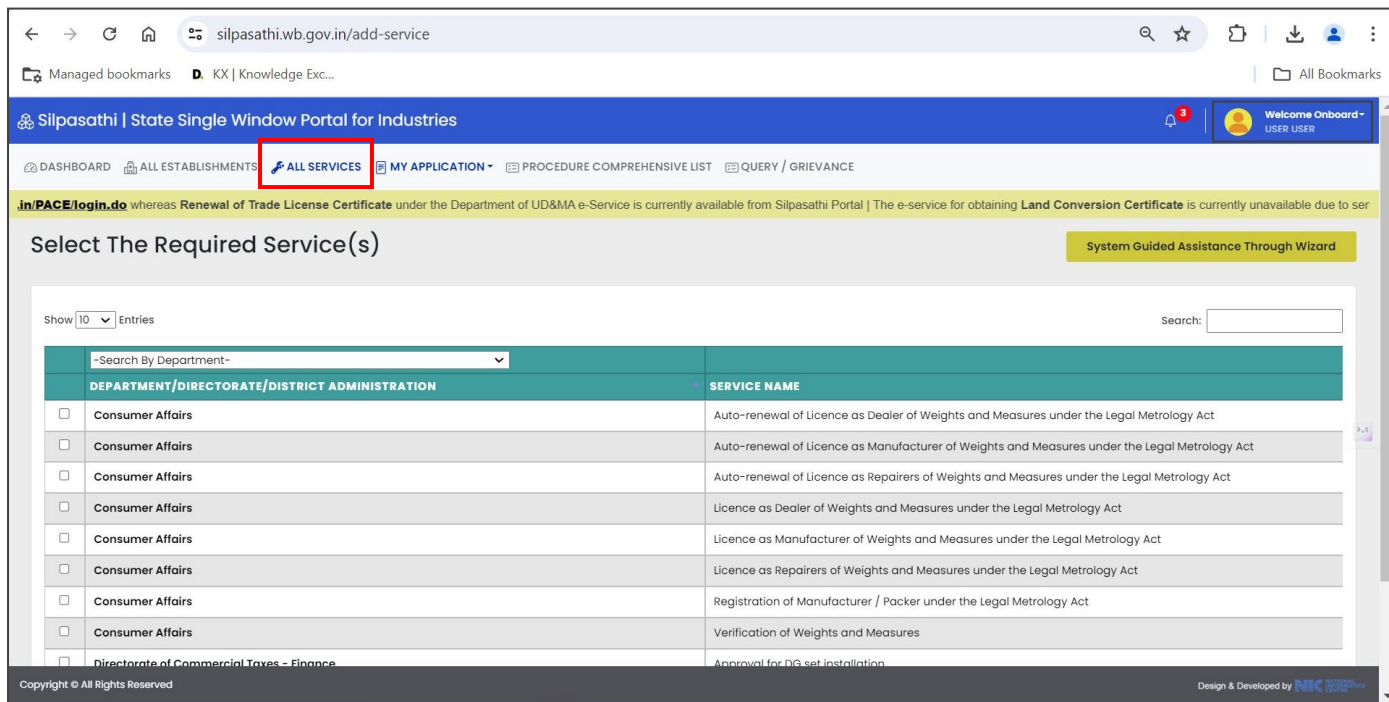 silpasathi.wb.gov.in/add-service
Managed bookmarks D. KX | Knowledge Exc... All Bookmarks
Silpasathi | State Single Window Portal for Industries 3 Welcome Onboard
USER USER
DASHBOARD ALL ESTABLISHMENTS ALL SERVICES MY APPLICATION PROCEDURE COMPREHENSIVE LIST QUERY / GRIEVANCE
.in/PACE/login.do whereas Renewal of Trade License Certificate under the Department of UD&MA e-Service is currently available from Silpasathi Portal | The e-service for obtaining Land Conversion Certificate is currently unavailable due to ser
Select The Required Service(s) System Guided Assistance Through Wizard
Show 10 Entries Search:
-Search By Department-
DEPARTMENT/DIRECTORATE/DISTRICT ADMINISTRATION SERVICE NAME
Consumer Affairs Auto-renewal of Licence as Dealer of Weights and Measures under the Legal Metrology Act
Consumer Affairs Auto-renewal of Licence as Manufacturer of Weights and Measures under the Legal Metrology Act
Consumer Affairs Auto-renewal of Licence as Repairers of Weights and Measures under the Legal Metrology Act
Consumer Affairs Licence as Dealer of Weights and Measures under the Legal Metrology Act
Consumer Affairs Licence as Manufacturer of Weights and Measures under the Legal Metrology Act
Consumer Affairs Licence as Repairers of Weights and Measures under the Legal Metrology Act
Consumer Affairs Registration of Manufacturer / Packer under the Legal Metrology Act
Consumer Affairs Verification of Weights and Measures
Directorate of Commercial Taxes - Finance Approval for DG set installation
Copyright © All Rights Reserved Design & Developed by NIC